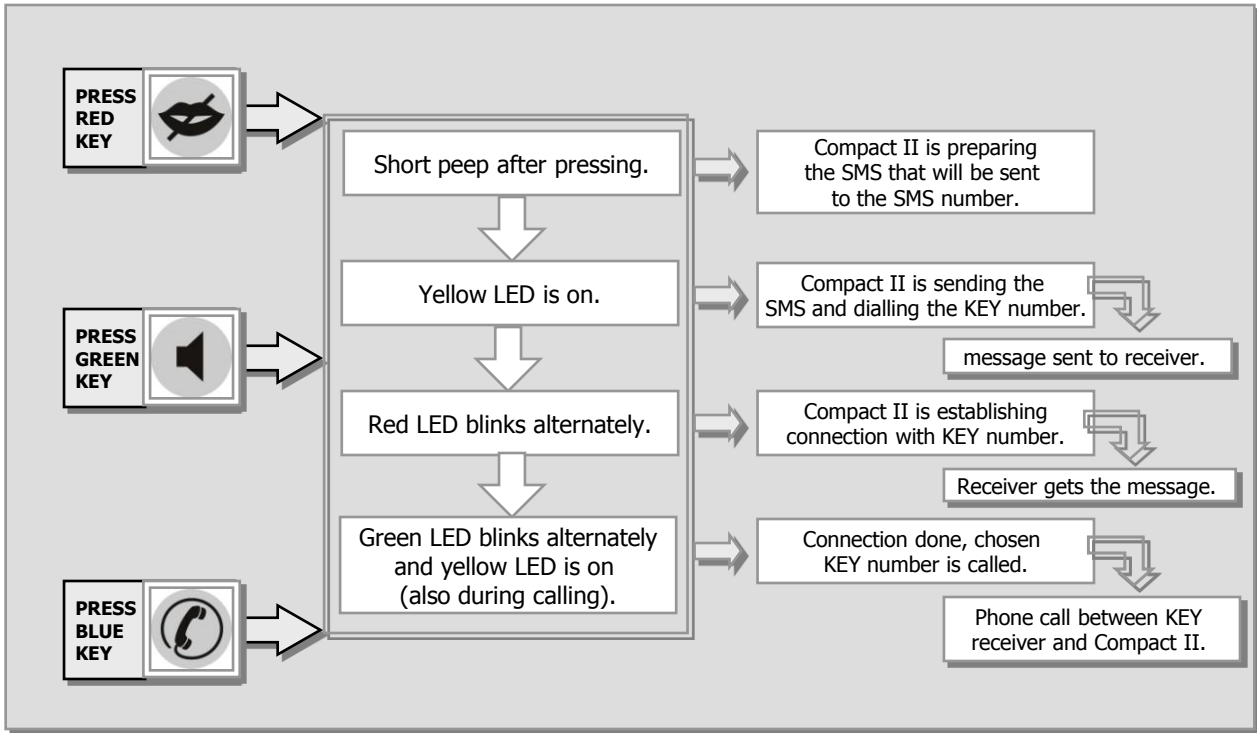 PRESS
RED
KEY
Short peep after pressing.
Compact II is preparing
the SMS that will be sent
to the SMS number.
Yellow LED is on.
Compact II is sending the
SMS and dialling the KEY number.
message sent to receiver.
PRESS
GREEN
KEY
Red LED blinks alternately.
Compact II is establishing
connection with KEY number.
Receiver gets the message.
Green LED blinks alternately
and yellow LED is on
(also during calling).
Connection done, chosen
KEY number is called.
Phone call between KEY
receiver and Compact II.
PRESS
BLUE
KEY